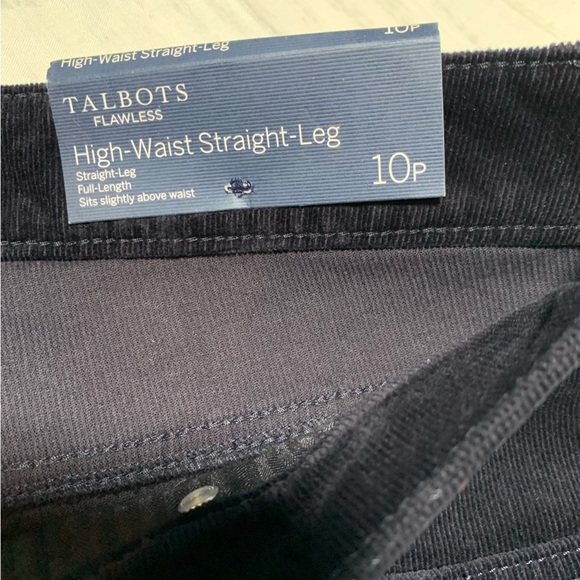 High-Waist Straight-Leg
10P
TALBOTS
FLAWLESS
High-Waist Straight-Leg
Straight-Leg
Full-Length
Sits slightly above waist
10P